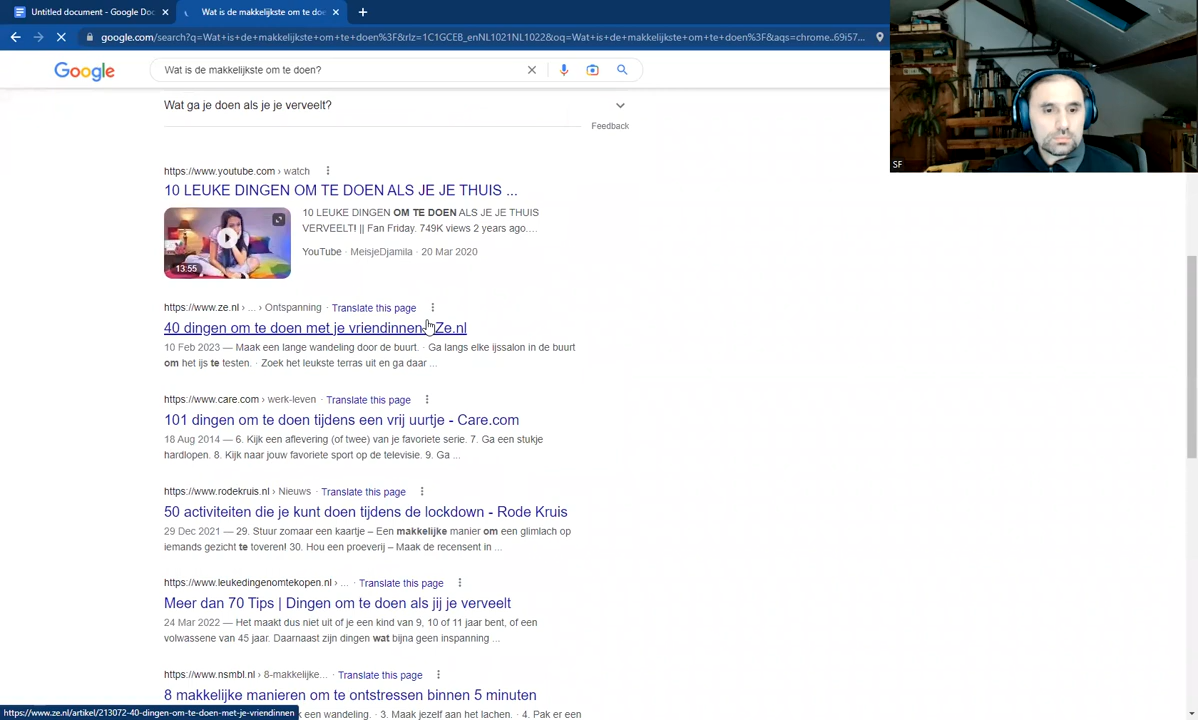 Untitled document - Google Doc
Wat is de makkelijkste om te doe
google.com/search?q=Wat+is+de+makkelijkste+om+te+doen%3F&rlz=1C1GCEB_enNL1021NL1022&oq=Wat+is+de+makkelijkste+om+te+doen%3F&aqs=chrome..69i57...
Google
Wat is de makkelijkste om te doen?
SF
Wat ga je doen als je je verveelt?
Feedback
https://www.youtube.com › watch
10 LEUKE DINGEN OM TE DOEN ALS JE JE THUIS ...
10 LEUKE DINGEN OM TE DOEN ALS JE JE THUIS
VERVEELT! || Fan Friday. 749K views 2 years ago....
YouTube · MeisjeDjamila · 20 Mar 2020
13:55
https://www.ze.nl › ... › Ontspanning · Translate this page
40 dingen om te doen met je vriendinnen Ze.nl
10 Feb 2023 — Maak een lange wandeling door de buurt. · Ga langs elke ijssalon in de buurt
om het ijs te testen. · Zoek het leukste terras uit en ga daar ...
https://www.care.com › werk-leven · Translate this page
101 dingen om te doen tijdens een vrij uurtje - Care.com
18 Aug 2014 — 6. Kijk een aflevering (of twee) van je favoriete serie. 7. Ga een stukje
hardlopen. 8. Kijk naar jouw favoriete sport op de televisie. 9. Ga ...
https://www.rodekruis.nl › Nieuws · Translate this page
50 activiteiten die je kunt doen tijdens de lockdown - Rode Kruis
29 Dec 2021 — 29. Stuur zomaar een kaartje – Een makkelijke manier om een glimlach op
iemands gezicht te toveren! 30. Hou een proeverij – Maak de recensent in ...
https://www.leukedingenomtekopen.nl › ... · Translate this page
Meer dan 70 Tips | Dingen om te doen als jij je verveelt
24 Mar 2022 — Het maakt dus niet uit of je een kind van 9, 10 of 11 jaar bent, of een
volwassene van 45 jaar. Daarnaast zijn dingen wat bijna geen inspanning ...
https://www.nsmbl.nl › 8-makkelijke... · Translate this page
8 makkelijke manieren om te ontstressen binnen 5 minuten
een wandeling. · 3. Maak jezelf aan het lachen. · 4. Pak er een
https://www.ze.nl/artikel/213072-40-dingen-om-te-doen-met-je-vriendinnen